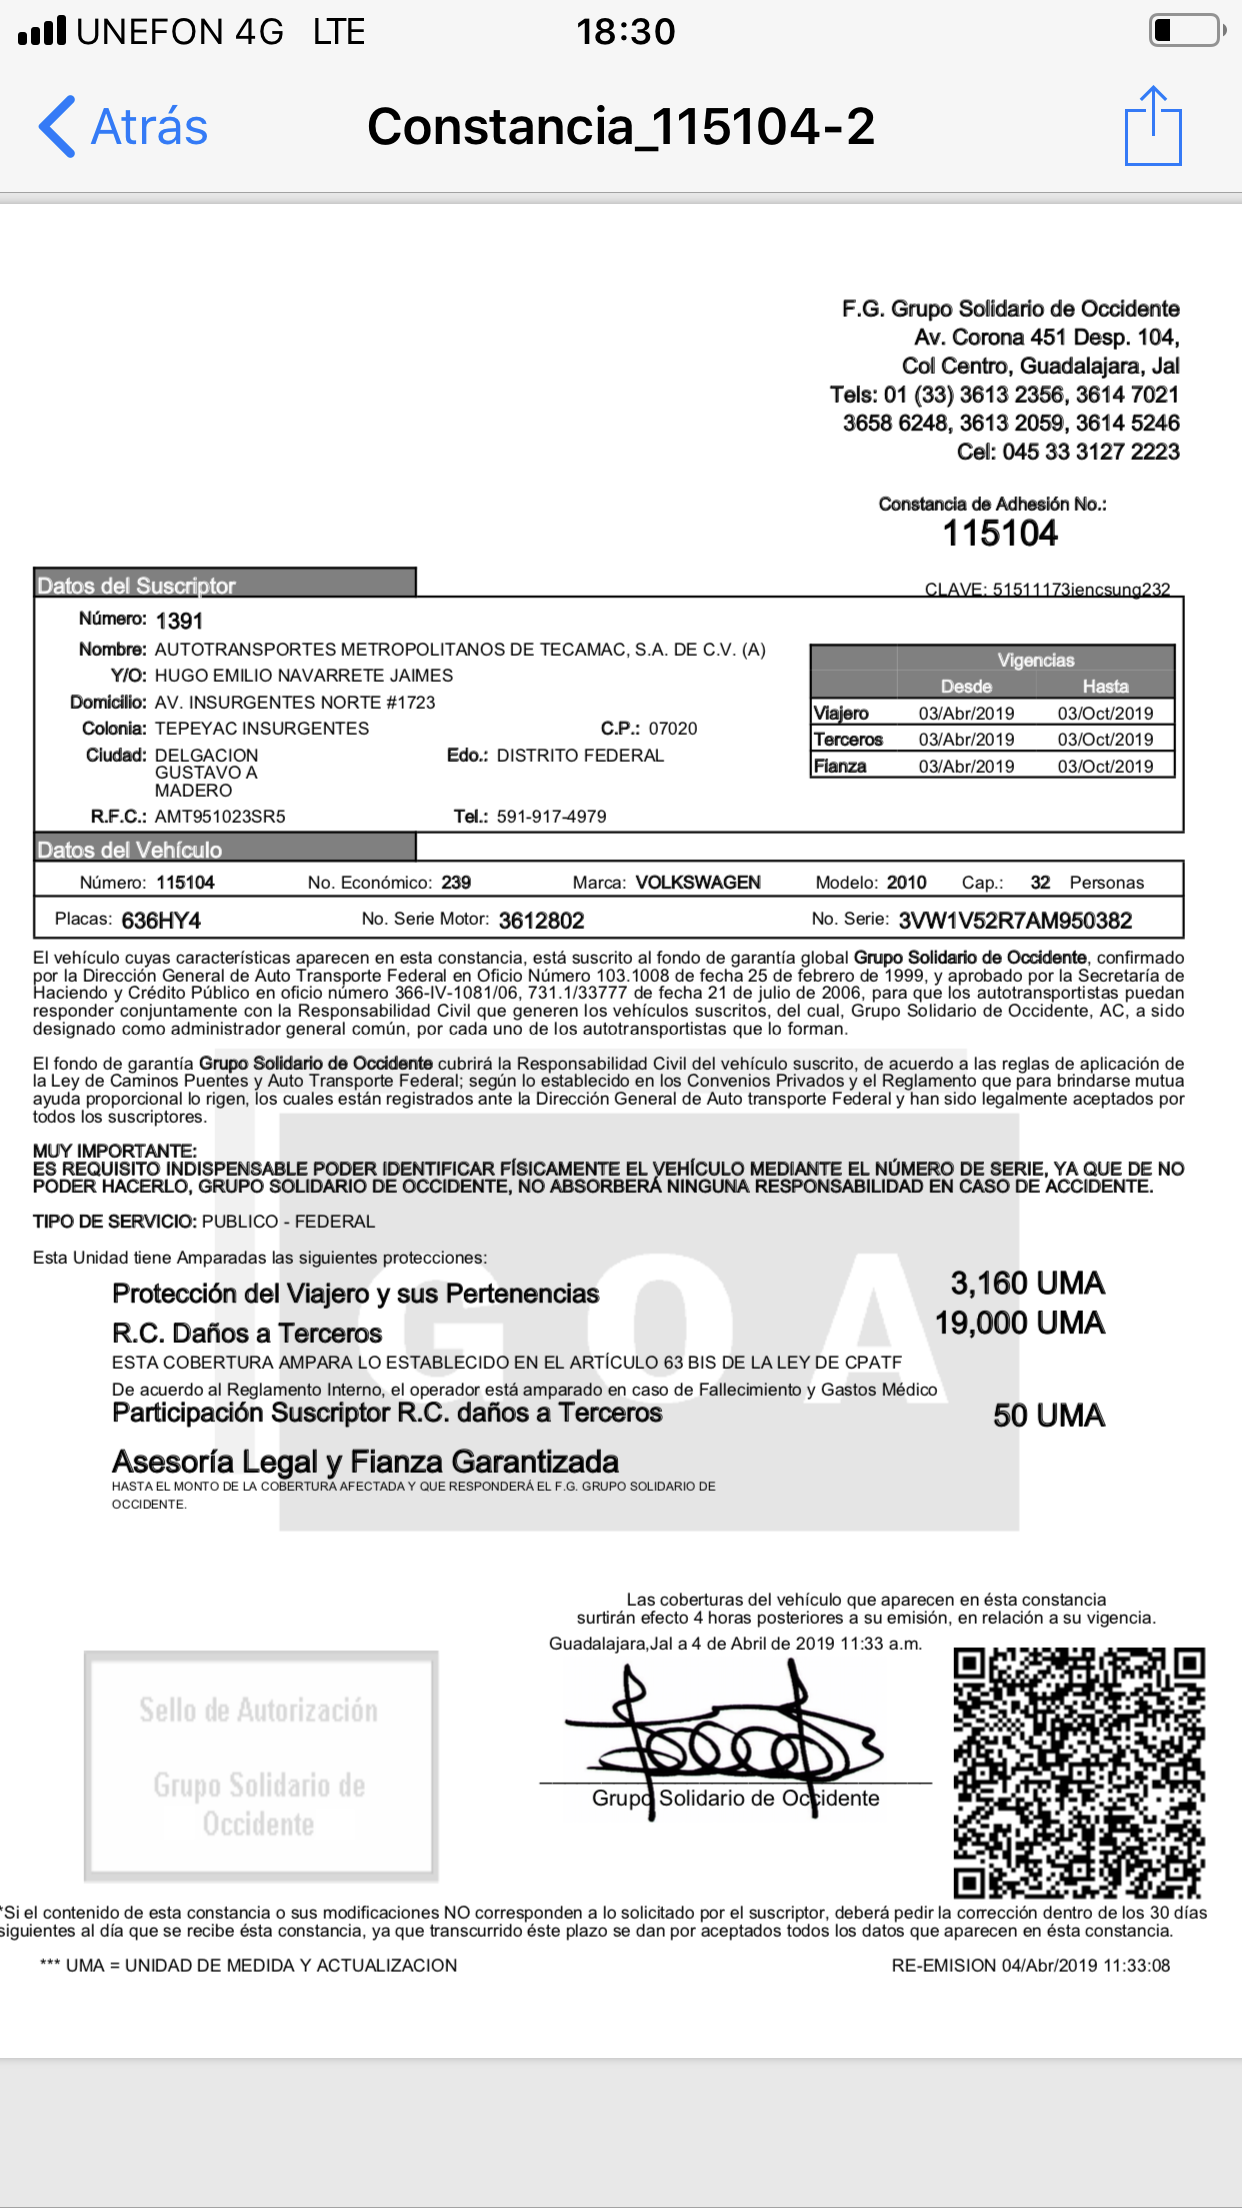 UNEFON 4G LTE 18:30
Atrás Constancia_115104-2
F.G. Grupo Solidario de Occidente
Av. Corona 451 Desp. 104,
Col Centro, Guadalajara, Jal
Tels: 01 (33) 3613 2356, 3614 7021
3658 6248, 3613 2059, 3614 5246
Cel: 045 33 3127 2223
Constancia de Adhesión No.:
115104
CLAVE: 51511173iencsung232
Datos del Suscriptor
Número: 1391
Nombre: AUTOTRANSPORTES METROPOLITANOS DE TECAMAC, S.A. DE C.V. (A)
Y/O: HUGO EMILIO NAVARRETE JAIMES
Domicilio: AV. INSURGENTES NORTE #1723
Colonia: TEPEYAC INSURGENTES C.P.: 07020
Ciudad: DELGACION Edo.: DISTRITO FEDERAL
GUSTAVO A
MADERO
R.F.C.: AMT951023SR5 Tel.: 591-917-4979
Vigencias
Desde Hasta
Viajero 03/Abr/2019 03/Oct/2019
Terceros 03/Abr/2019 03/Oct/2019
Fianza 03/Abr/2019 03/Oct/2019
Datos del Vehículo
Número: 115104 No. Económico: 239 Marca: VOLKSWAGEN Modelo: 2010 Cap.: 32 Personas
Placas: 636HY4 No. Serie Motor: 3612802 No. Serie: 3VW1V52R7AM950382
El vehículo cuyas características aparecen en esta constancia, está suscrito al fondo de garantía global Grupo Solidario de Occidente, confirmado
por la Dirección General de Auto Transporte Federal en Oficio Número 103.1008 de fecha 25 de febrero de 1999, y aprobado por la Secretaría de
Haciendo y Crédito Público en oficio número 366-IV-1081/06, 731.1/33777 de fecha 21 de julio de 2006, para que los autotransportistas puedan
responder conjuntamente con la Responsabilidad Civil que generen los vehículos suscritos, del cual, Grupo Solidario de Occidente, AC, a sido
designado como administrador general común, por cada uno de los autotransportistas que lo forman.
El fondo de garantía Grupo Solidario de Occidente cubrirá la Responsabilidad Civil del vehículo suscrito, de acuerdo a las reglas de aplicación de
la Ley de Caminos Puentes y Auto Transporte Federal; según lo establecido en los Convenios Privados y el Reglamento que para brindarse mutua
ayuda proporcional lo rigen, los cuales están registrados ante la Dirección General de Auto transporte Federal y han sido legalmente aceptados por
todos los suscriptores.
MUY IMPORTANTE:
ES REQUISITO INDISPENSABLE PODER IDENTIFICAR FÍSICAMENTE EL VEHÍCULO MEDIANTE EL NÚMERO DE SERIE, YA QUE DE NO
PODER HACERLO, GRUPO SOLIDARIO DE OCCIDENTE, NO ABSORBERÁ NINGUNA RESPONSABILIDAD EN CASO DE ACCIDENTE.
TIPO DE SERVICIO: PUBLICO - FEDERAL
Esta Unidad tiene Amparadas las siguientes protecciones:
GOA
Protección del Viajero y sus Pertenencias 3,160 UMA
R.C. Daños a Terceros 19,000 UMA
ESTA COBERTURA AMPARA LO ESTABLECIDO EN EL ARTÍCULO 63 BIS DE LA LEY DE CPATF
De acuerdo al Reglamento Interno, el operador está amparado en caso de Fallecimiento y Gastos Médico
Participación Suscriptor R.C. daños a Terceros 50 UMA
Asesoría Legal y Fianza Garantizada
HASTA EL MONTO DE LA COBERTURA AFECTADA Y QUE RESPONDERÁ EL F.G. GRUPO SOLIDARIO DE
OCCIDENTE.
Las coberturas del vehículo que aparecen en ésta constancia
surtirán efecto 4 horas posteriores a su emisión, en relación a su vigencia.
Guadalajara,Jal a 4 de Abril de 2019 11:33 a.m.
Sello de Autorización
Grupo Solidario de
Occidente
Grupo Solidario de Occidente
*Si el contenido de esta constancia o sus modificaciones NO corresponden a lo solicitado por el suscriptor, deberá pedir la corrección dentro de los 30 días
siguientes al día que se recibe ésta constancia, ya que transcurrido éste plazo se dan por aceptados todos los datos que aparecen en ésta constancia.
*** UMA = UNIDAD DE MEDIDA Y ACTUALIZACION RE-EMISION 04/Abr/2019 11:33:08